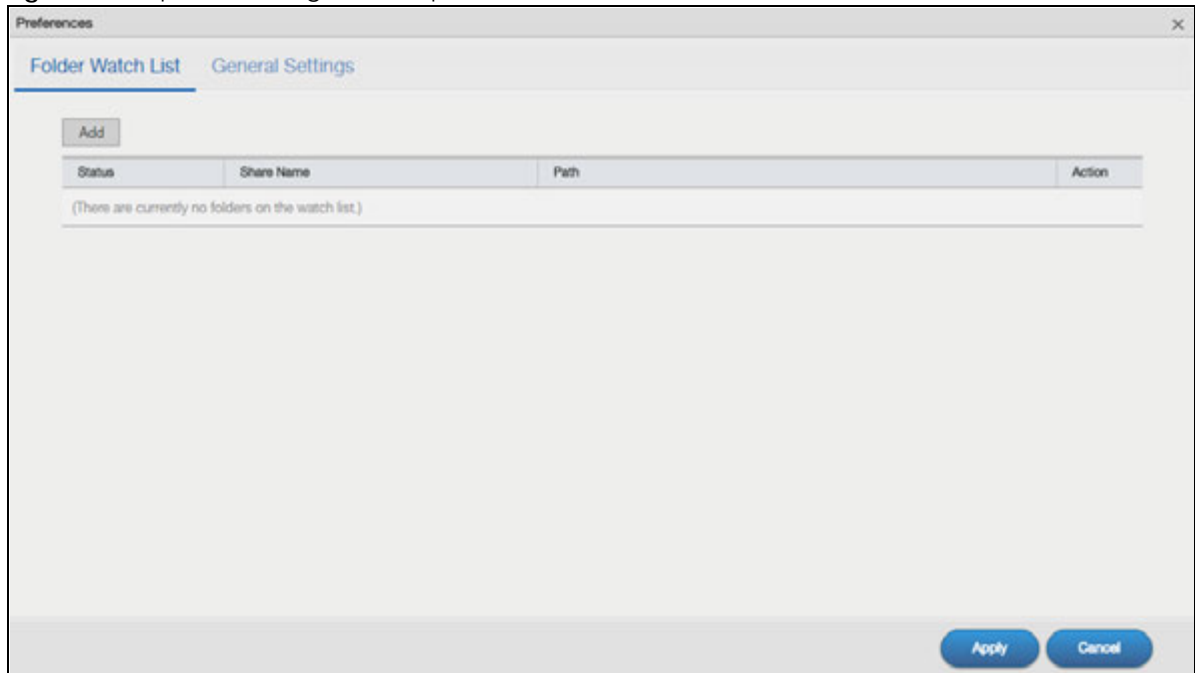 Preferences
Folder Watch List General Settings
Add
Status Share Name Path Action
(There are currently no folders on the watch list.)
Apply Cancel